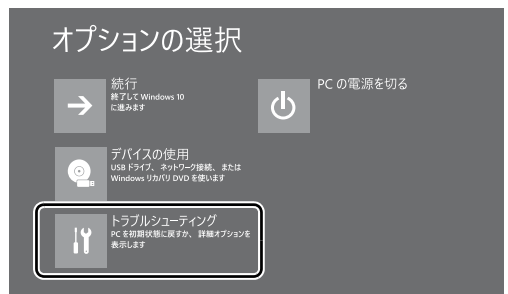 オプションの選択
続行
終了して Windows 10
に進みます
PC の電源を切る
デバイスの使用
USB ドライブ、ネットワーク接続、または
Windows リカバリ DVD を使います
トラブルシューティング
PC を初期状態に戻すか、詳細オプションを
表示します